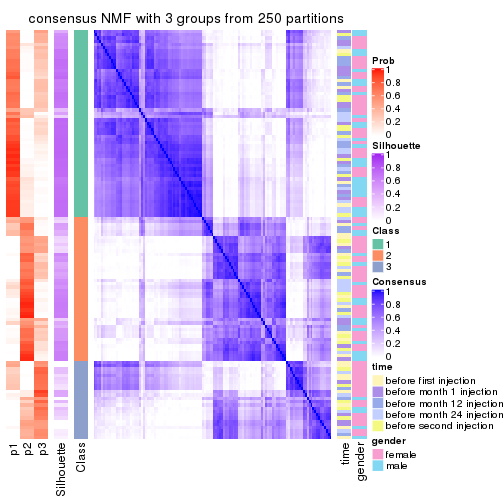 consensus NMF with 3 groups from 250 partitions
Prob
1
0.8
0.6
0.4
0.2
0
Silhouette
1
0.8
0.6
0.4
0.2
0
Class
1
2
3
Consensus
1
0.8
0.6
0.4
0.2
0
time
before first injection
before month 1 injection
before month 12 injection
before month 24 injection
before second injection
gender
female
male
p1
p2
p3
Silhouette
Class
time
gender